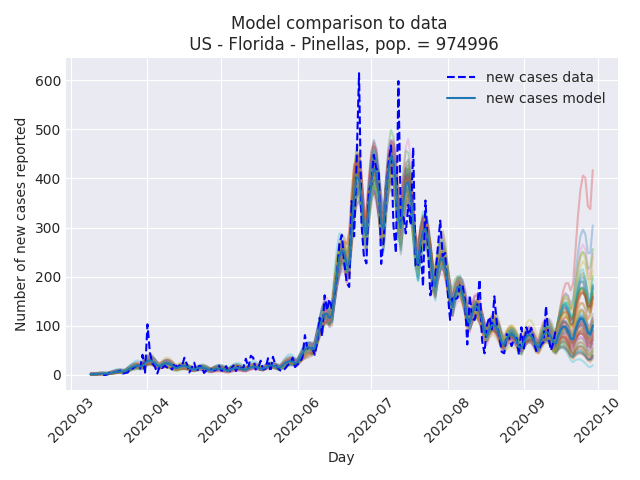 Model comparison to data
US - Florida - Pinellas, pop. = 974996
new cases data
new cases model
Number of new cases reported
600
500
400
300
200
100
0
2020-03
2020-04
2020-05
2020-06
2020-07
2020-08
2020-09
2020-10
Day